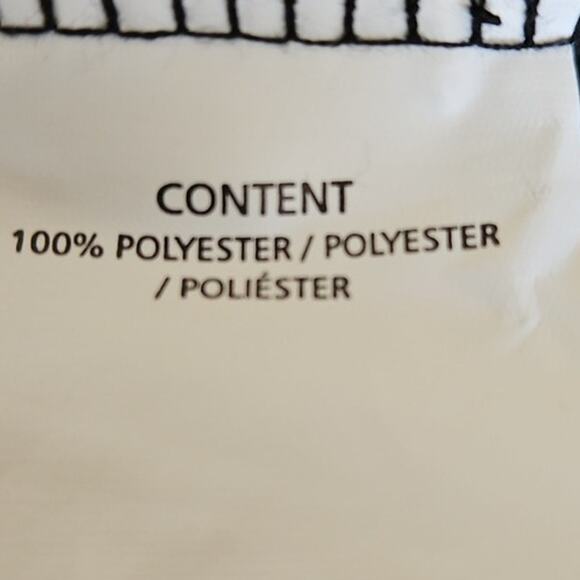 CONTENT
100% POLYESTER / POLYESTER
/ POLIÉSTER